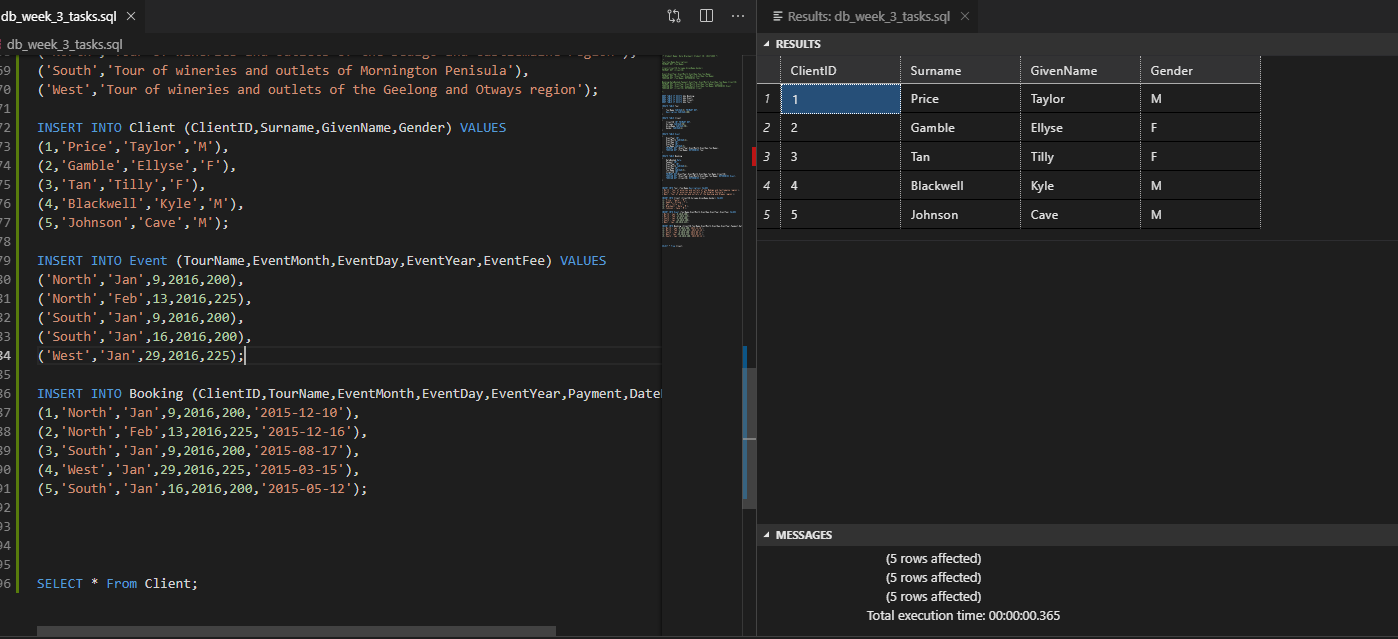 db_week_3_tasks.sql
Results: db_week_3_tasks.sql
db_week_3_tasks.sql
69 ('South','Tour of wineries and outlets of Mornington Penisula'),
70 ('West','Tour of wineries and outlets of the Geelong and Otways region');
71
72 INSERT INTO Client (ClientID,Surname,GivenName,Gender) VALUES
73 (1,'Price','Taylor','M'),
74 (2,'Gamble','Ellyse','F'),
75 (3,'Tan','Tilly','F'),
76 (4,'Blackwell','Kyle','M'),
77 (5,'Johnson','Cave','M');
78
79 INSERT INTO Event (TourName,EventMonth,EventDay,EventYear,EventFee) VALUES
80 ('North','Jan',9,2016,200),
81 ('North','Feb',13,2016,225),
82 ('South','Jan',9,2016,200),
83 ('South','Jan',16,2016,200),
84 ('West','Jan',29,2016,225);
85
86 INSERT INTO Booking (ClientID,TourName,EventMonth,EventDay,EventYear,Payment,Date
87 (1,'North','Jan',9,2016,200,'2015-12-10'),
88 (2,'North','Feb',13,2016,225,'2015-12-16'),
89 (3,'South','Jan',9,2016,200,'2015-08-17'),
90 (4,'West','Jan',29,2016,225,'2015-03-15'),
91 (5,'South','Jan',16,2016,200,'2015-05-12');
92
93
94
95
96 SELECT * From Client;
RESULTS
ClientID Surname GivenName Gender
1 1 Price Taylor M
2 2 Gamble Ellyse F
3 3 Tan Tilly F
4 4 Blackwell Kyle M
5 5 Johnson Cave M
MESSAGES
(5 rows affected)
(5 rows affected)
(5 rows affected)
Total execution time: 00:00:00.365